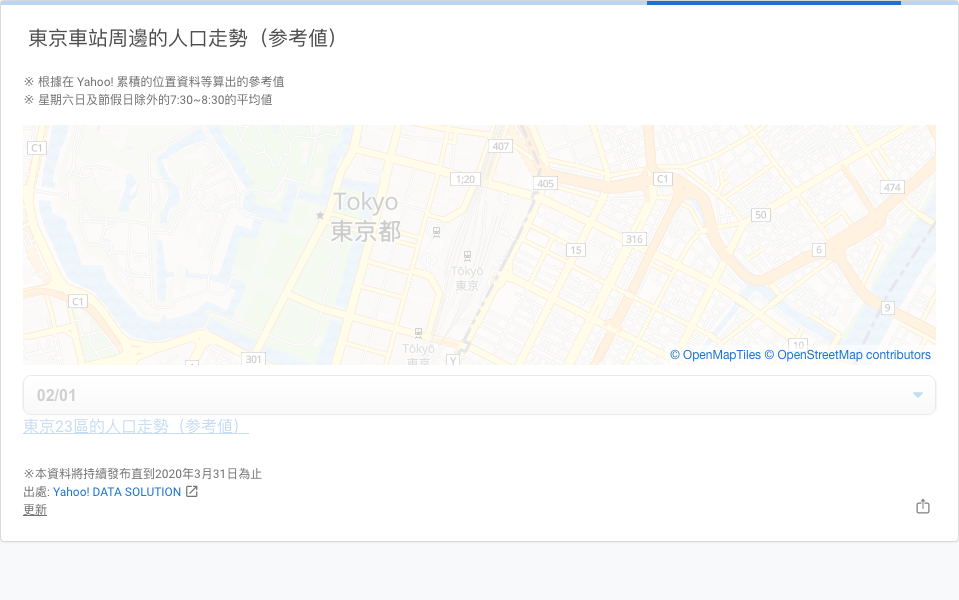 東京車站周邊的人口走勢（參考値）
※ 根據在 Yahoo! 累積的位置資料等算出的參考値
※ 星期六日及節假日除外的7:30~8:30的平均値
C1
407
1;20
405
C1
474
Tokyo
東京都
50
316
15
6
Tōkyō
東京
C1
9
10
301
Tōkyō
東京
Y
© OpenMapTiles © OpenStreetMap contributors
02/01
東京23區的人口走勢（參考値）
※本資料將持續發布直到2020年3月31日為止
出處: Yahoo! DATA SOLUTION
更新